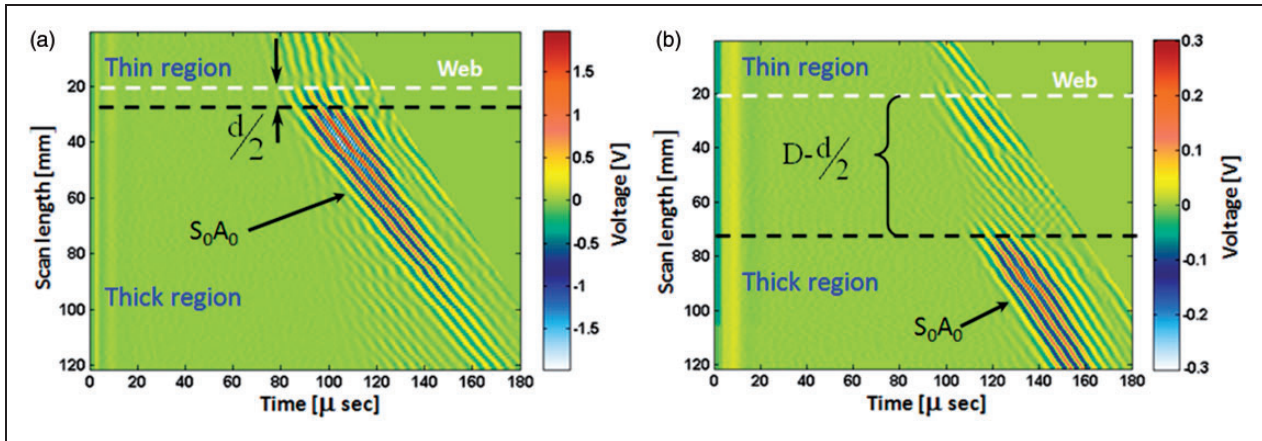 (a)
Thin region
Web
d/2
S₀A₀
Thick region
20
40
60
80
100
120
Scan length [mm]
0 20 40 60 80 100 120 140 160 180
Time [μ sec]
1.5
1
0.5
0
-0.5
-1
-1.5
Voltage [V]
(b)
Thin region
Web
D-d/2
S₀A₀
Thick region
20
40
60
80
100
120
Scan length [mm]
0 20 40 60 80 100 120 140 160 180
Time [μ sec]
0.3
0.2
0.1
0
-0.1
-0.2
-0.3
Voltage [V]